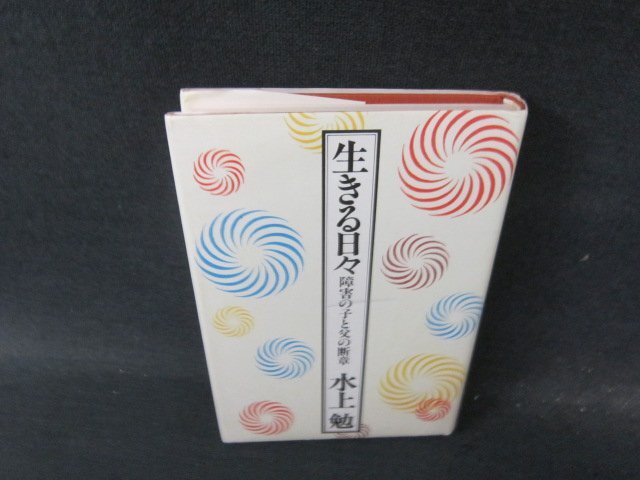 生きる日々
障害の子と父の断章
水上勉